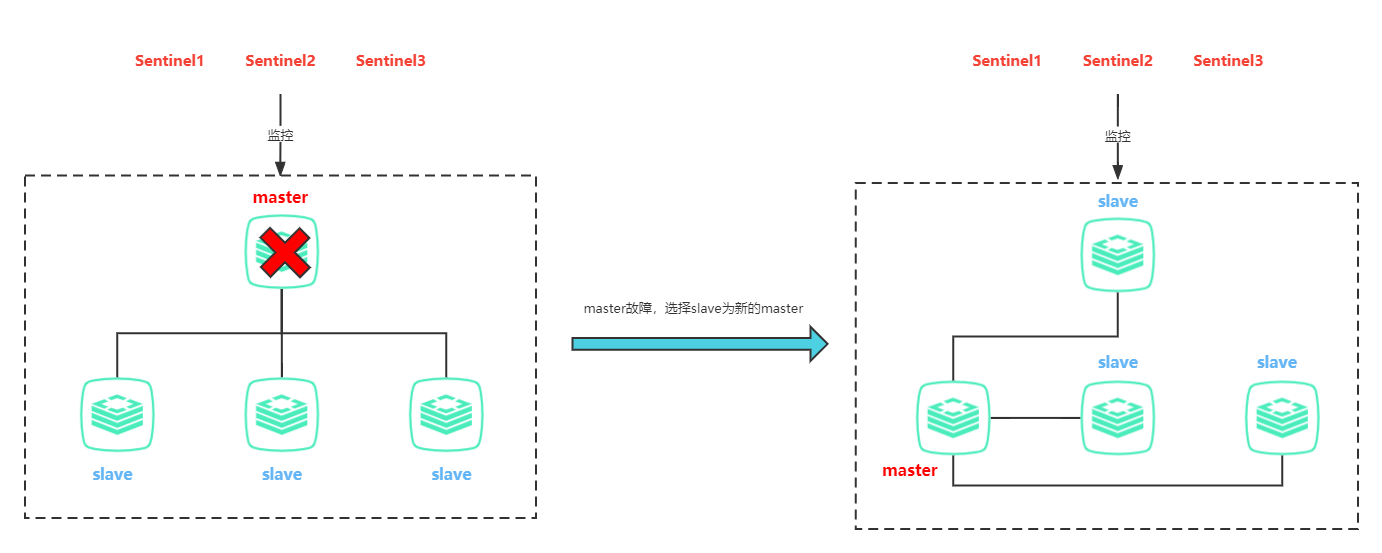 Sentinel1 Sentinel2 Sentinel3
监控
master
slave slave slave
master故障，选择slave为新的master
Sentinel1 Sentinel2 Sentinel3
监控
slave
slave slave
master